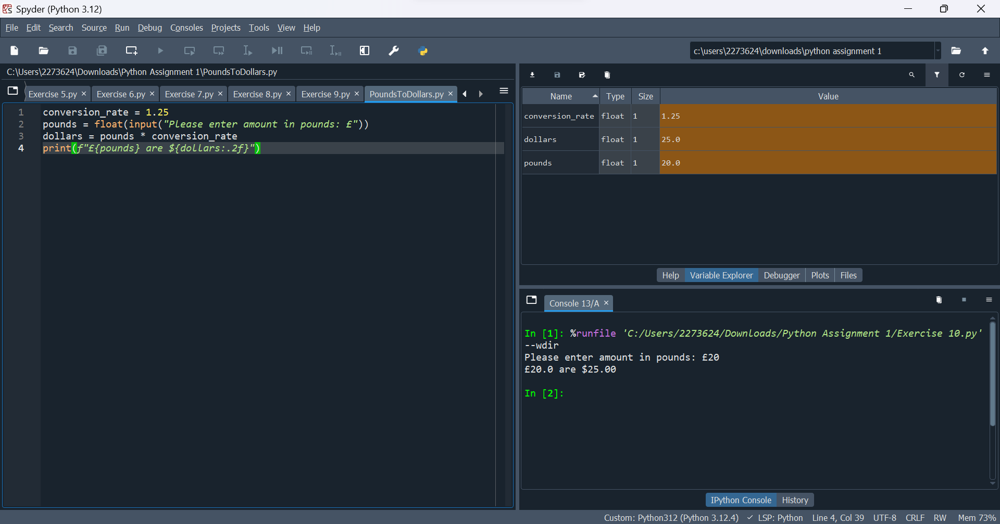 Spyder (Python 3.12)
File Edit Search Source Run Debug Consoles Projects Tools View Help
c:\users\2273624\downloads\python assignment 1
C:\Users\2273624\Downloads\Python Assignment 1\PoundsToDollars.py
Exercise 5.py Exercise 6.py Exercise 7.py Exercise 8.py Exercise 9.py PoundsToDollars.py
1 conversion_rate = 1.25
2 pounds = float(input("Please enter amount in pounds: £"))
3 dollars = pounds * conversion_rate
4 print(f"£{pounds} are ${dollars:.2f}")
Name Type Size Value
conversion_rate float 1 1.25
dollars float 1 25.0
pounds float 1 20.0
Help Variable Explorer Debugger Plots Files
Console 13/A
In [1]: %runfile 'C:/Users/2273624/Downloads/Python Assignment 1/Exercise 10.py'
--wdir
Please enter amount in pounds: £20
£20.0 are $25.00
In [2]:
IPython Console History
Custom: Python312 (Python 3.12.4) ✓ LSP: Python Line 4, Col 39 UTF-8 CRLF RW Mem 73%